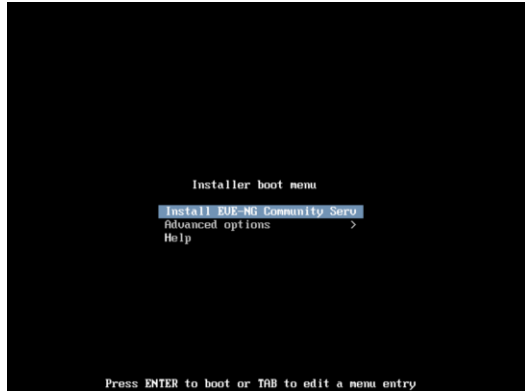 Installer boot menu
Install EVE-NG Community Serv
Advanced options >
Help
Press ENTER to boot or TAB to edit a menu entry